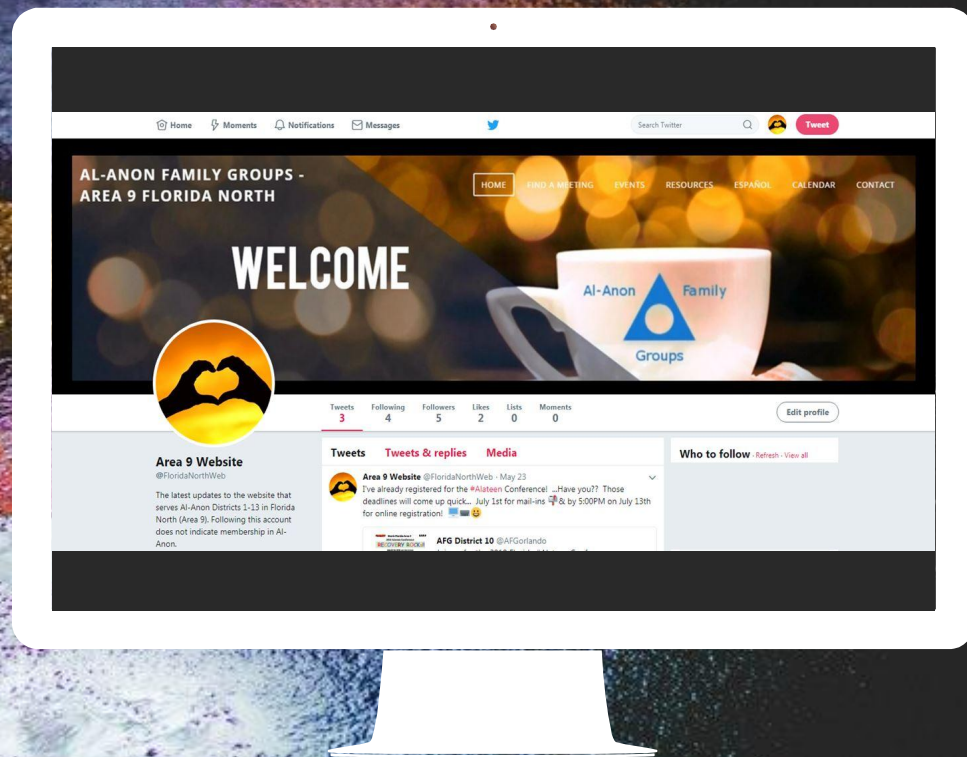 Home Moments Notifications Messages Search Twitter Tweet
AL-ANON FAMILY GROUPS -
AREA 9 FLORIDA NORTH
HOME FIND A MEETING EVENTS RESOURCES ESPAÑOL CALENDAR CONTACT
WELCOME
Al-Anon Family
Groups
Tweets Following Followers Likes Lists Moments
3 4 5 2 0 0
Edit profile
Area 9 Website
@FloridaNorthWeb
The latest updates to the website that
serves Al-Anon Districts 1-13 in Florida
North (Area 9). Following this account
does not indicate membership in Al-
Anon.
Tweets Tweets & replies Media
Area 9 Website @FloridaNorthWeb · May 23
I've already registered for the #Alateen Conference! ...Have you?? Those
deadlines will come up quick... July 1st for mail-ins 📬 & by 5:00PM on July 13th
for online registration! 🖥️⌨️😃
RECOVERY ROCKS
AFG District 10 @AFGorlando
Who to follow · Refresh · View all